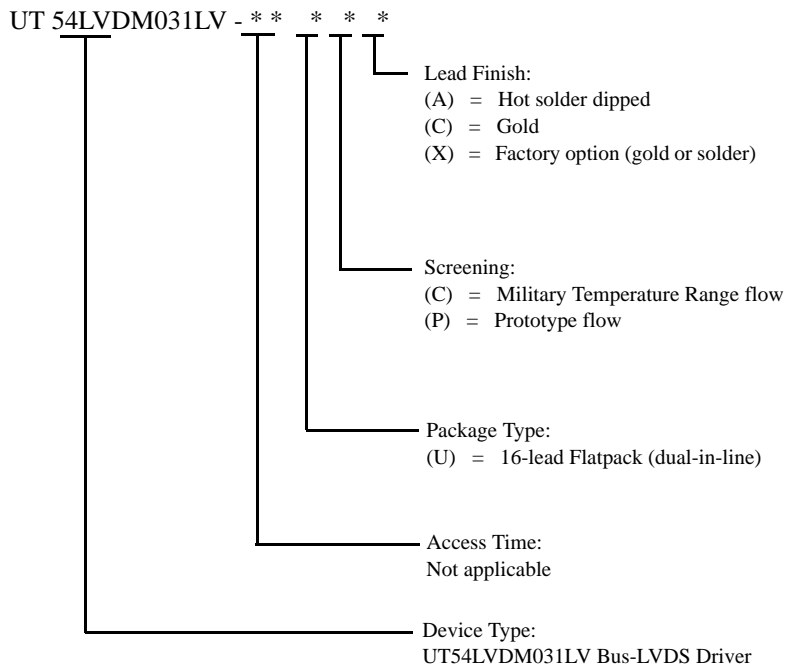 UT 54LVDM031LV - * * * * *
Lead Finish:
(A) = Hot solder dipped
(C) = Gold
(X) = Factory option (gold or solder)
Screening:
(C) = Military Temperature Range flow
(P) = Prototype flow
Package Type:
(U) = 16-lead Flatpack (dual-in-line)
Access Time:
Not applicable
Device Type:
UT54LVDM031LV Bus-LVDS Driver